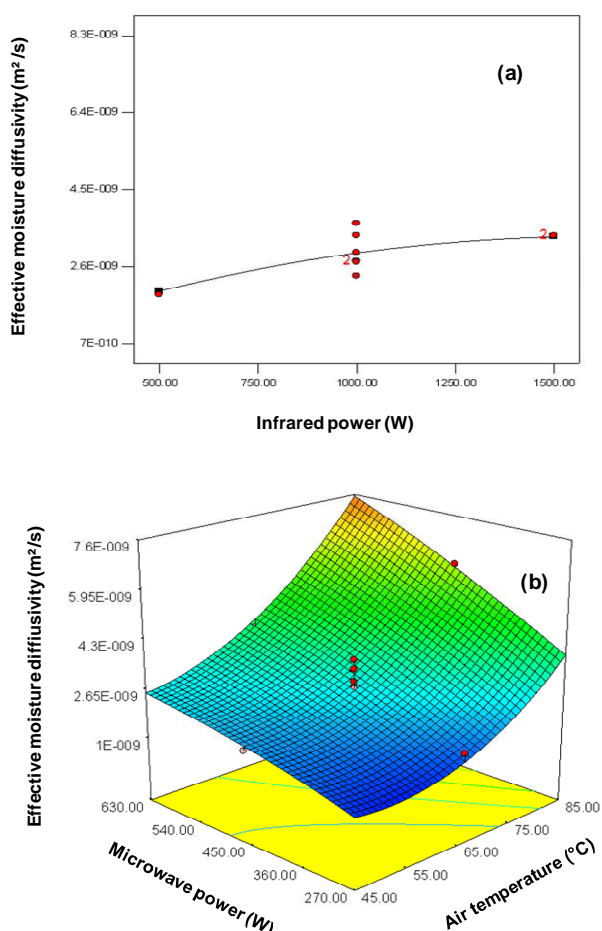 Effective moisture diffusivity (m²/s)
8.3E-009
6.4E-009
4.5E-009
2.6E-009
7E-010
(a)
2
2
500.00 750.00 1000.00 1250.00 1500.00
Infrared power (W)
Effective moisture diffiusivity (m²/s)
7.6E-009
5.95E-009
4.3E-009
2.65E-009
1E-009
(b)
630.00
540.00
450.00
360.00
270.00
Microwave power (W)
45.00
55.00
65.00
75.00
85.00
Air temperature (°C)